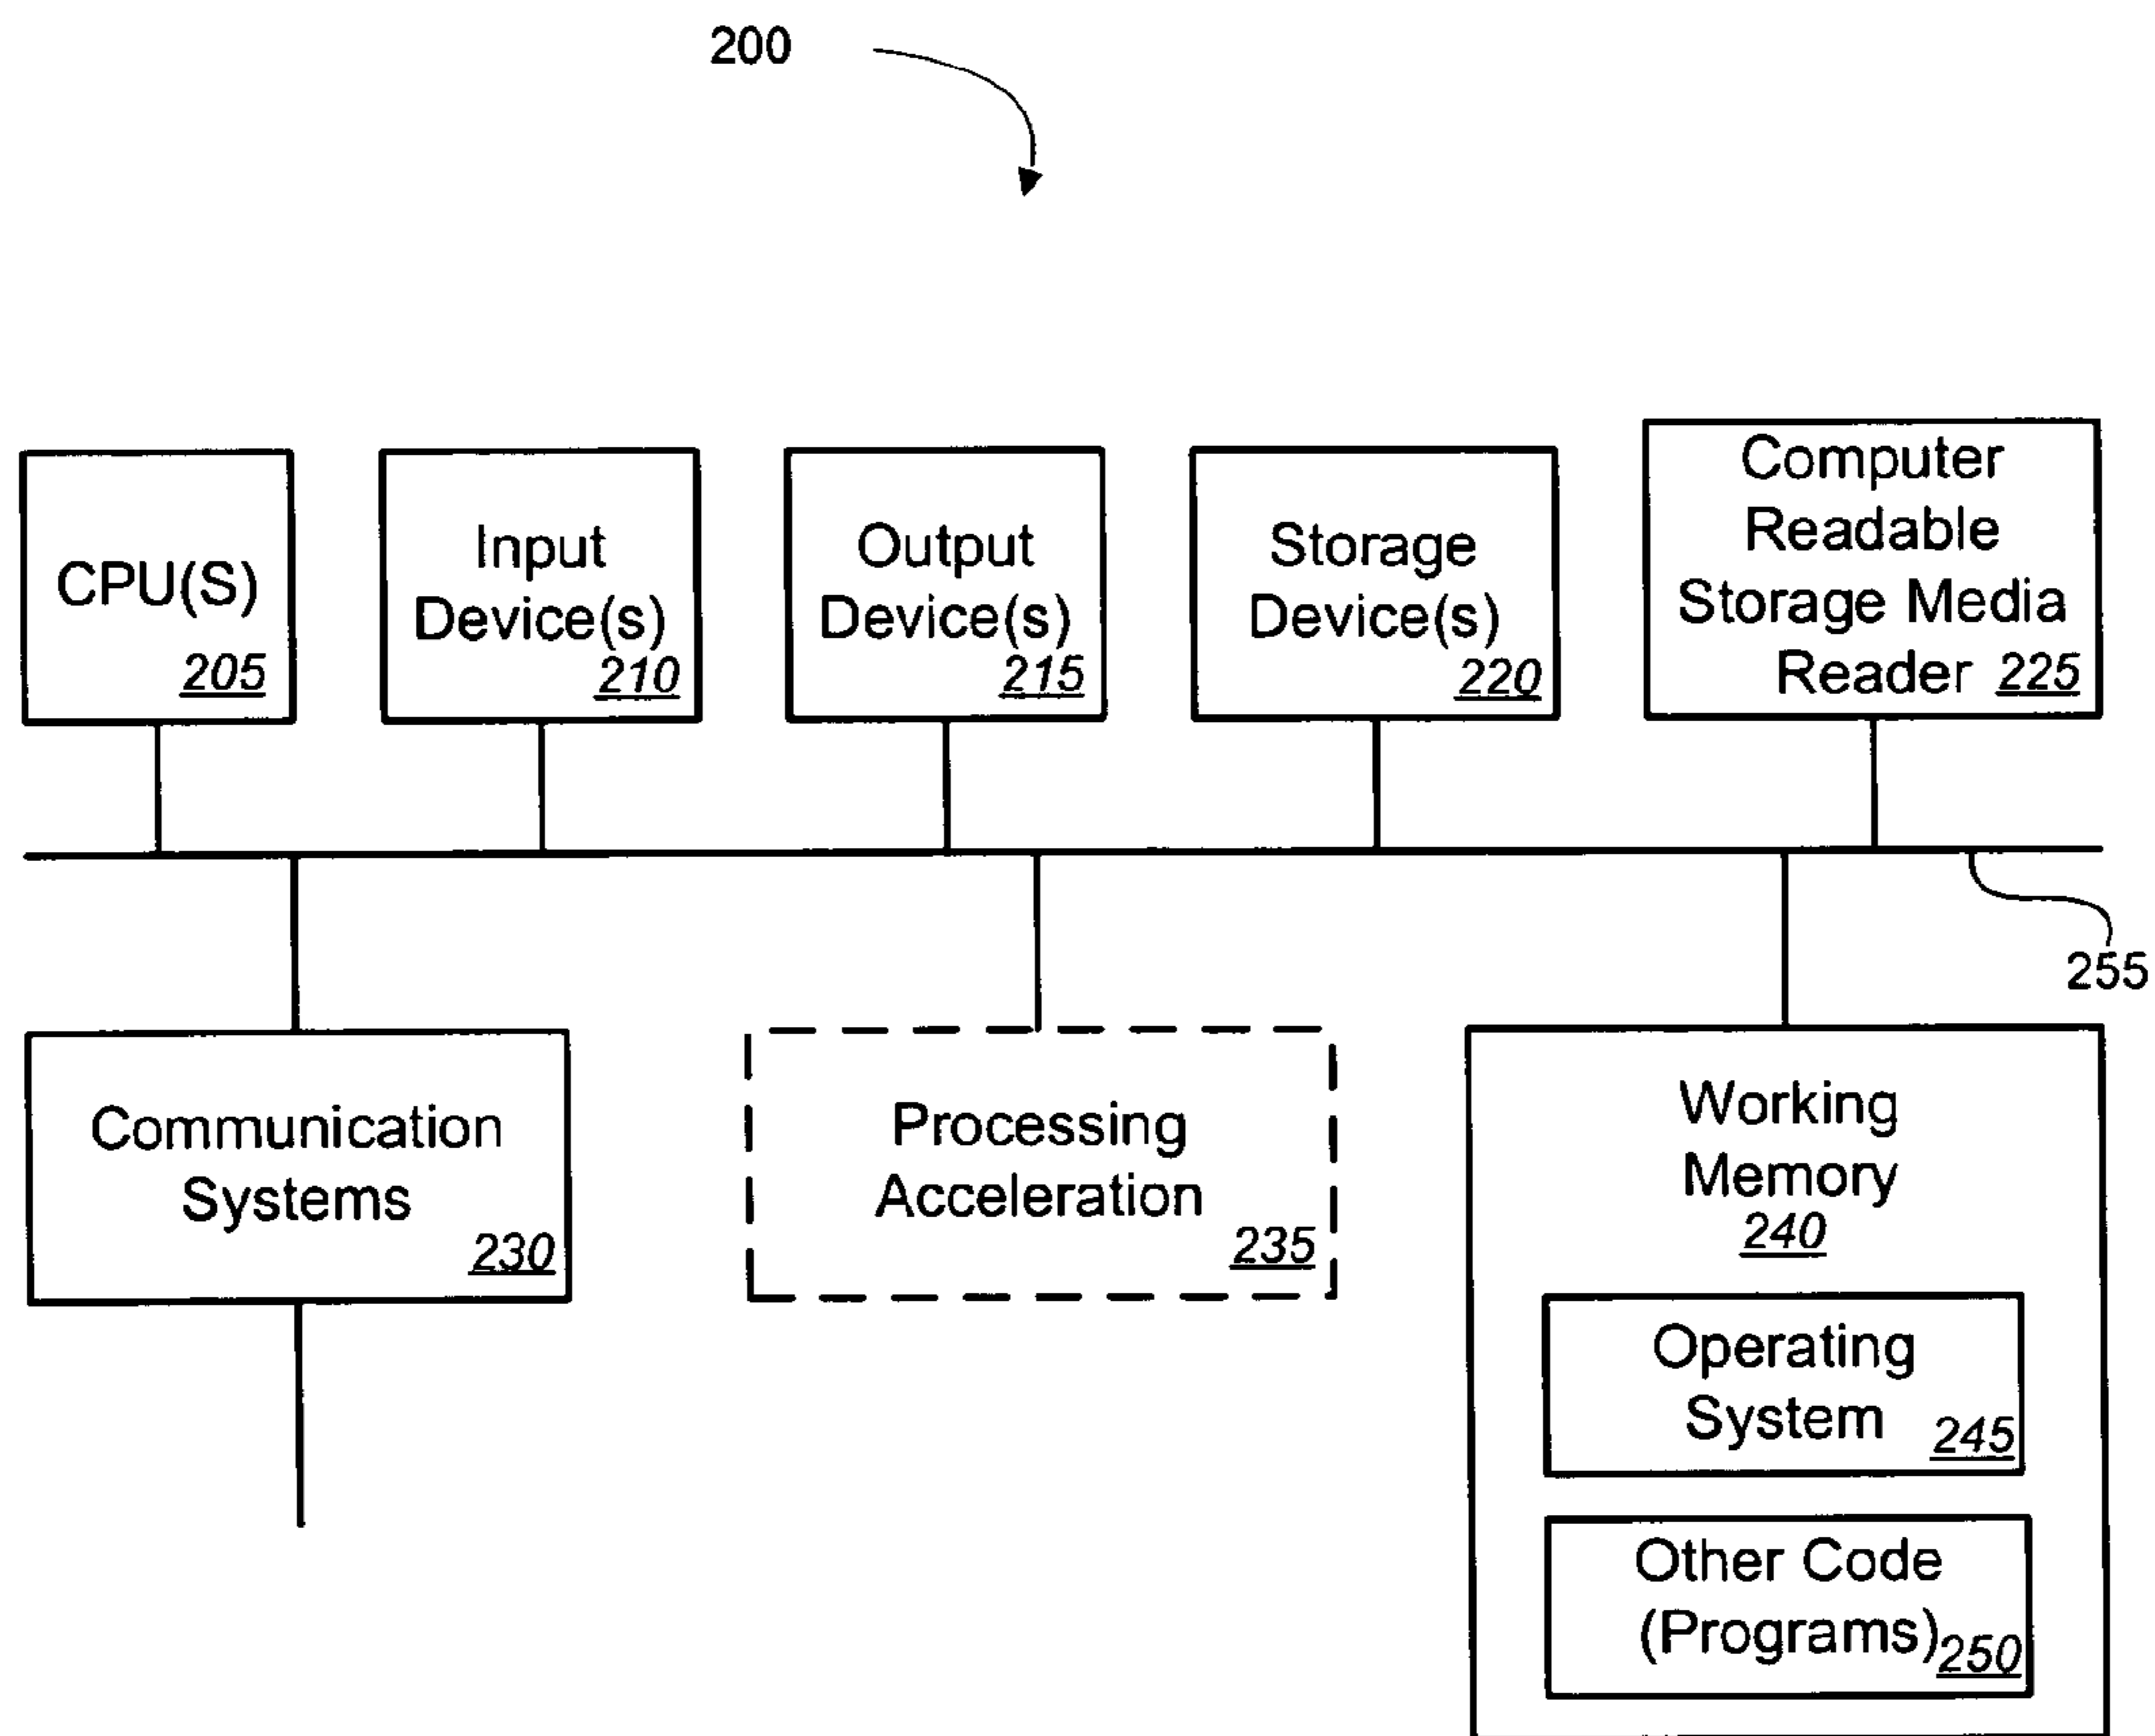 200
CPU(S)
205
Input
Device(s)
210
Output
Device(s)
215
Storage
Device(s)
220
Computer
Readable
Storage Media
Reader 225
255
Communication
Systems
230
Processing
Acceleration
235
Working
Memory
240
Operating
System
245
Other Code
(Programs)
250